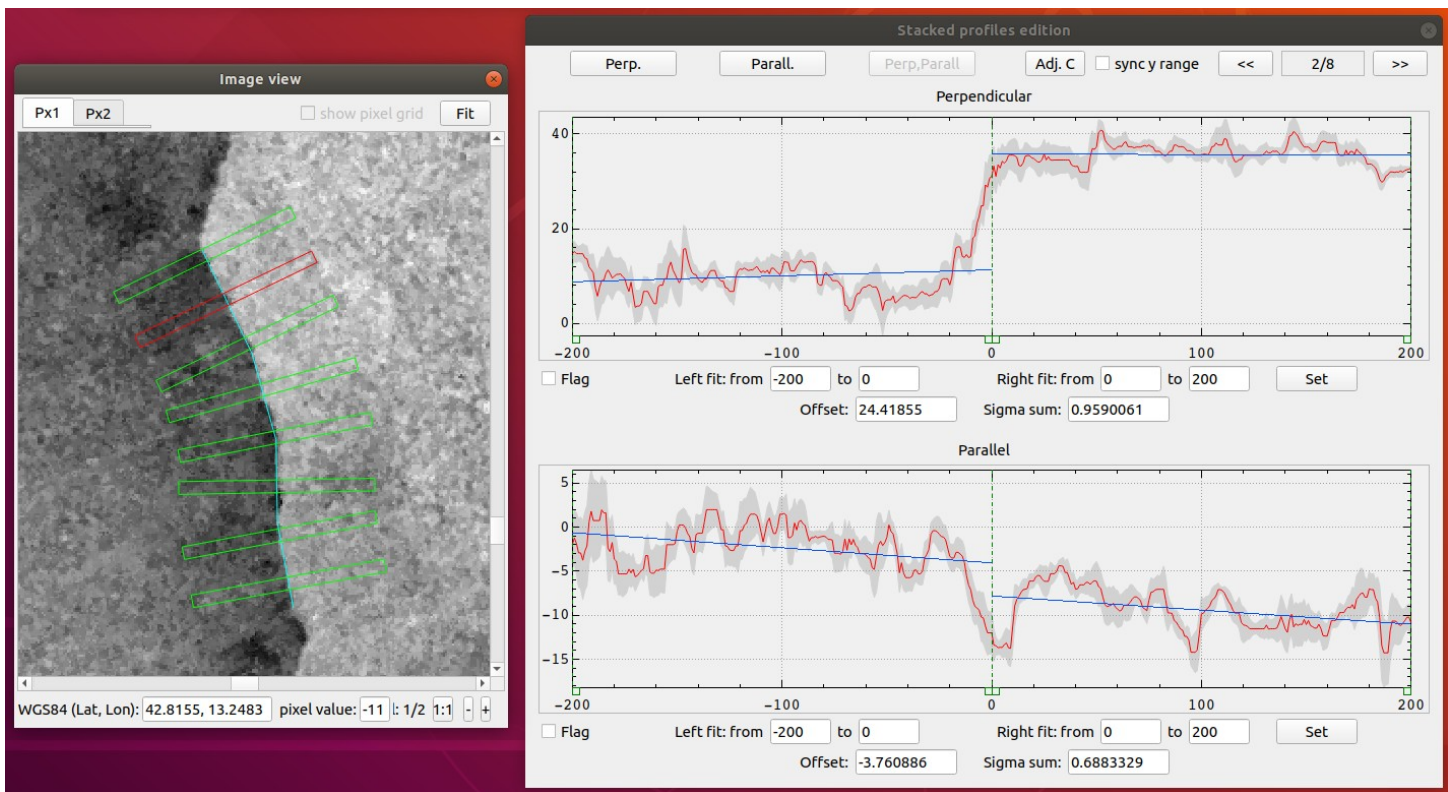 Image view
Px1 Px2 show pixel grid Fit
WGS84 (Lat, Lon): 42.8155, 13.2483 pixel value: -11 l: 1/2 1:1 - +
Stacked profiles edition
Perp. Parall. Perp,Parall Adj. C sync y range << 2/8 >>
Perpendicular
40
20
0
-200 -100 0 100 200
Flag Left fit: from -200 to 0 Right fit: from 0 to 200 Set
Offset: 24.41855 Sigma sum: 0.9590061
Parallel
5
0
-5
-10
-15
-200 -100 0 100 200
Flag Left fit: from -200 to 0 Right fit: from 0 to 200 Set
Offset: -3.760886 Sigma sum: 0.6883329